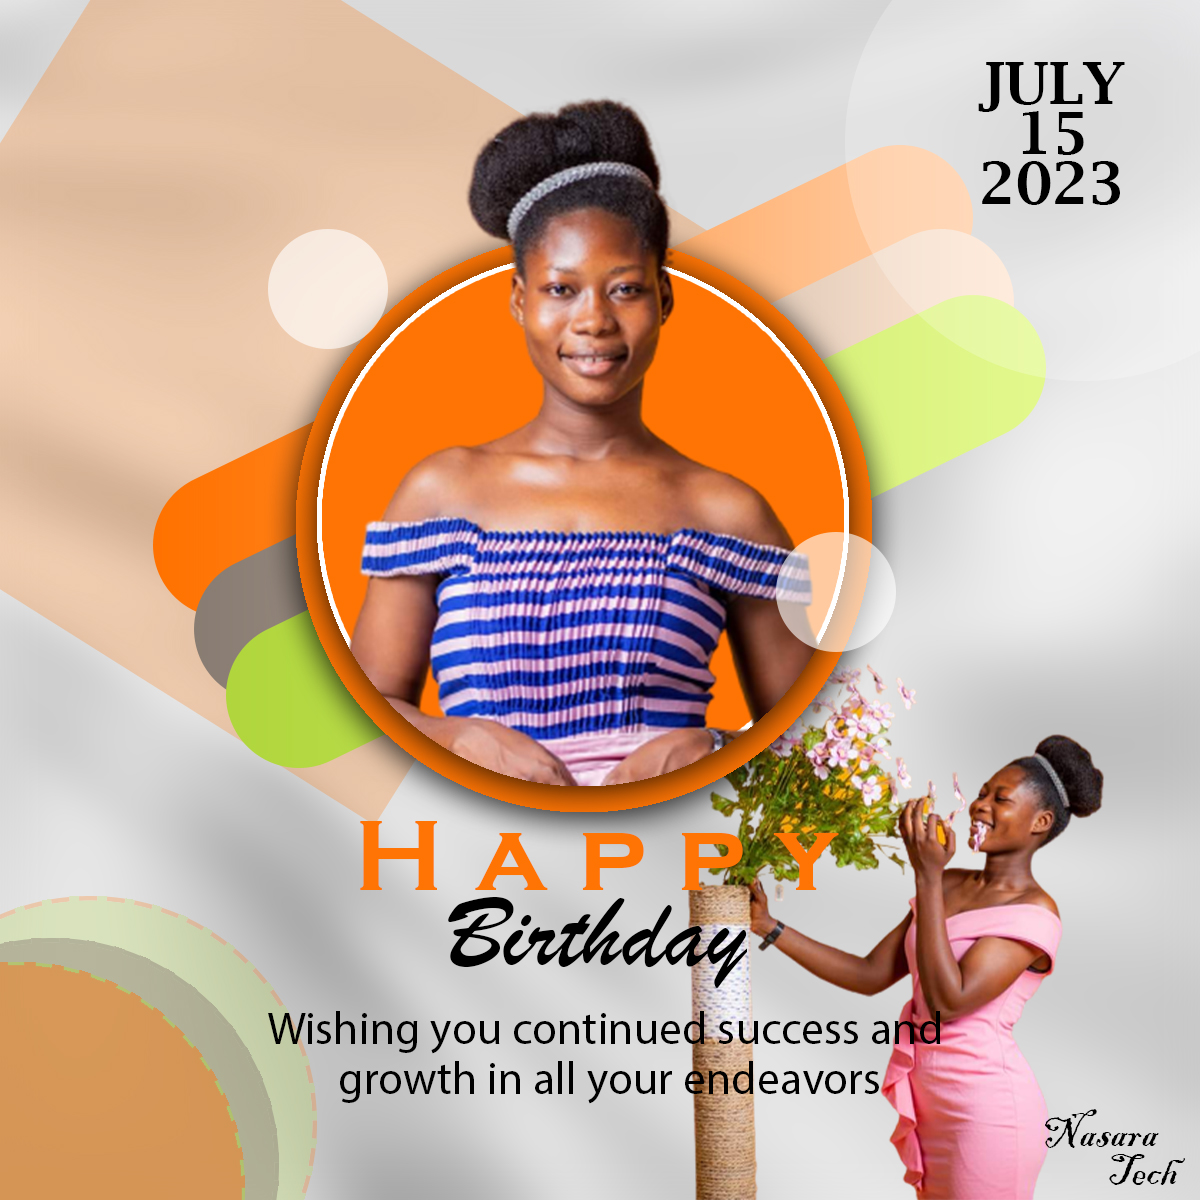 JULY
15
2023
HAPPY
Birthday
Wishing you continued success and
growth in all your endeavors
Nasara
Tech